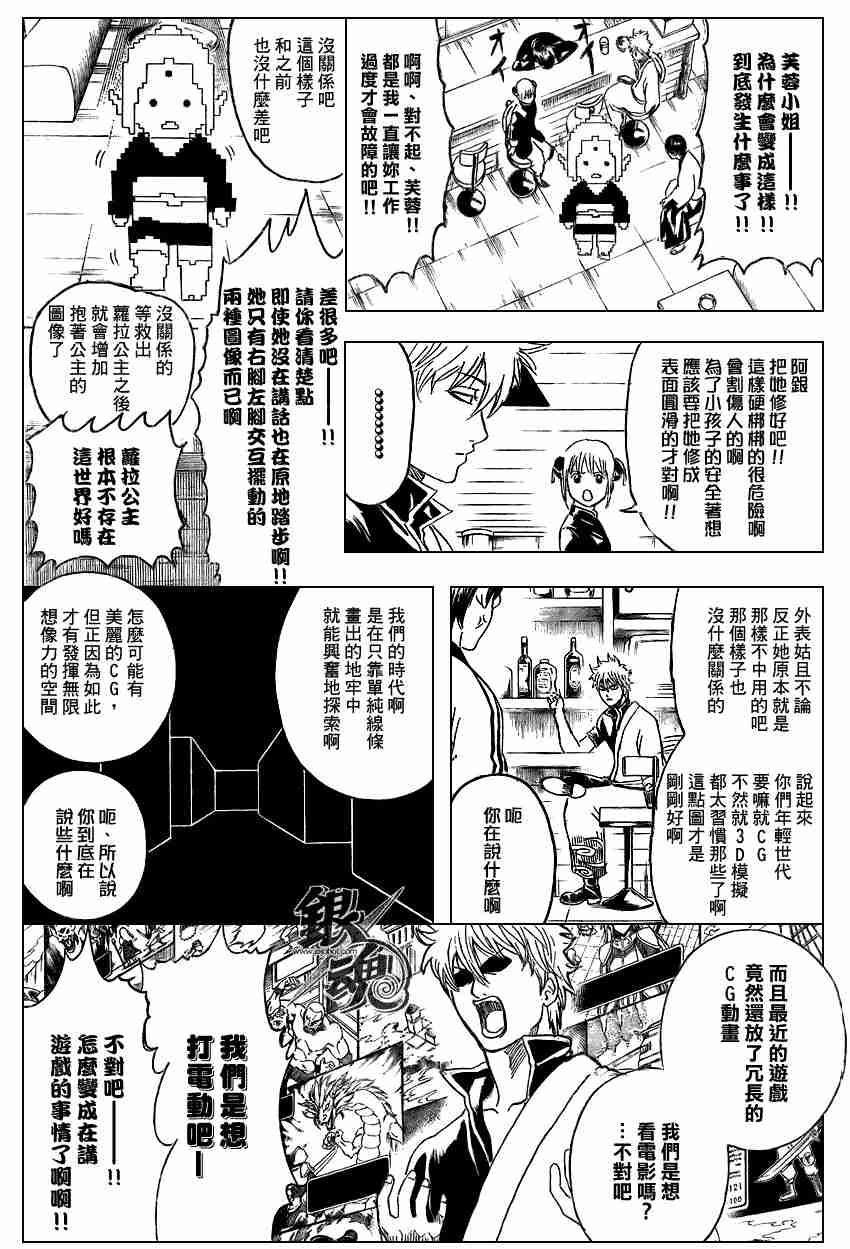 芙蓉小姐——!!
為什麼會變成這樣!!
到底發生什麼事了!!
オイ
オイ
啊啊、對不起、芙蓉!!
都是我一直讓妳工作
過度才會故障的吧!!
沒關係吧
這個樣子
和之前
也沒什麼差吧
差很多吧——!!
請你看清楚點
即使她沒在講話也在原地踏步啊!!
她只有右腳左腳交互擺動的
兩種圖像而已啊
沒關係的
等救出
蘿拉公主之後
就會增加
抱著公主的
圖像了
蘿拉公主
根本不存在
這世界好嗎
阿銀
把她修好吧!!
這樣硬梆梆的很危險啊
曾割傷人的啊
為了小孩子的安全著想
應該要把她修成
表面圓滑的才對啊!!
………
外表姑且不論
反正她原本就是
那樣不中用的吧
那個樣子也
沒什麼關係的
說起來
你們年輕世代
要嘛就CG
不然就3D模擬
都太習慣那些了啊
這點圖才是
剛剛好啊
呃
你在說什麼啊
我們的時代啊
是在只靠單純線條
畫出的地牢中
就能興奮地探索啊
怎麼可能有
美麗的CG，
但正因為如此
才有發揮無限
想像力的空間
呃、所以說
你到底在
說些什麼啊
而且最近的遊戲
竟然還放了冗長的
CG動畫
我們是想
看電影嗎?
…不對吧
我們是想
打電動吧—
不對吧——!!
怎麼變成在講
遊戲的事情了啊啊!!
銀魂
121
100